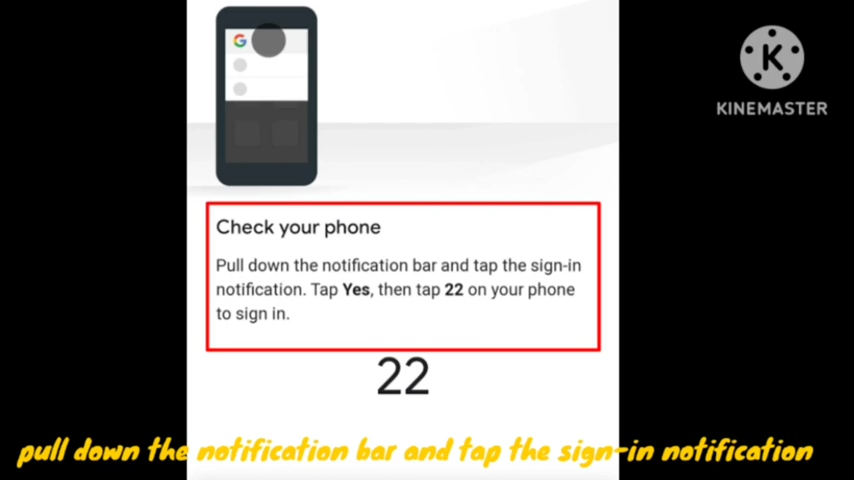 KINEMASTER
Check your phone
Pull down the notification bar and tap the sign-in
notification. Tap Yes, then tap 22 on your phone
to sign in.
22
pull down the notification bar and tap the sign-in notification